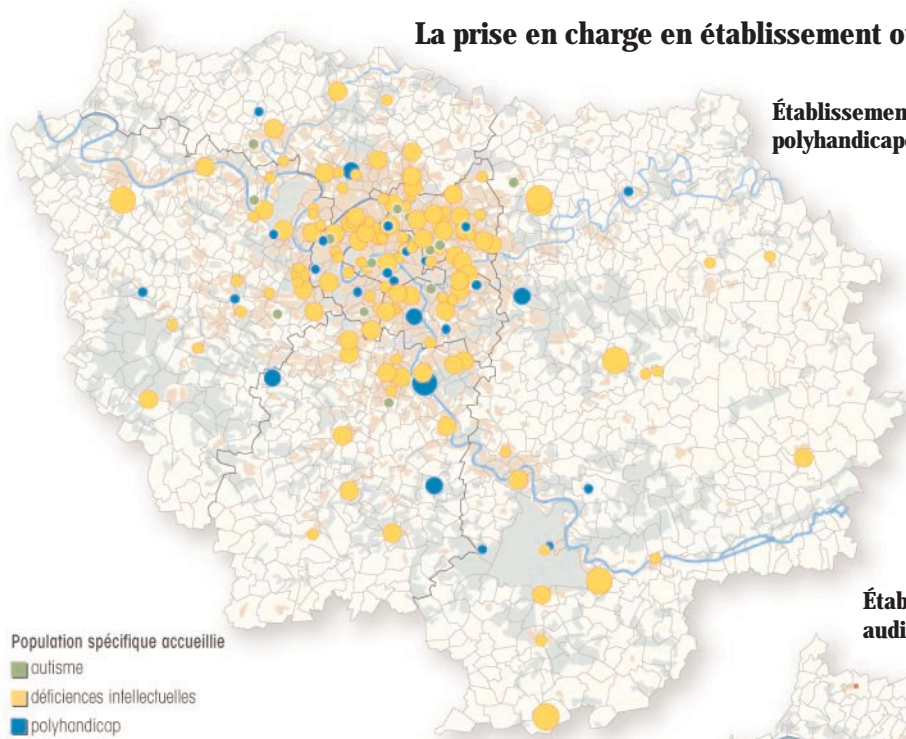 La prise en charge en établissement o
Établissemen
polyhandicap
Étab
audi
Population spécifique accueillie
autisme
déficiences intellectuelles
polyhandicap